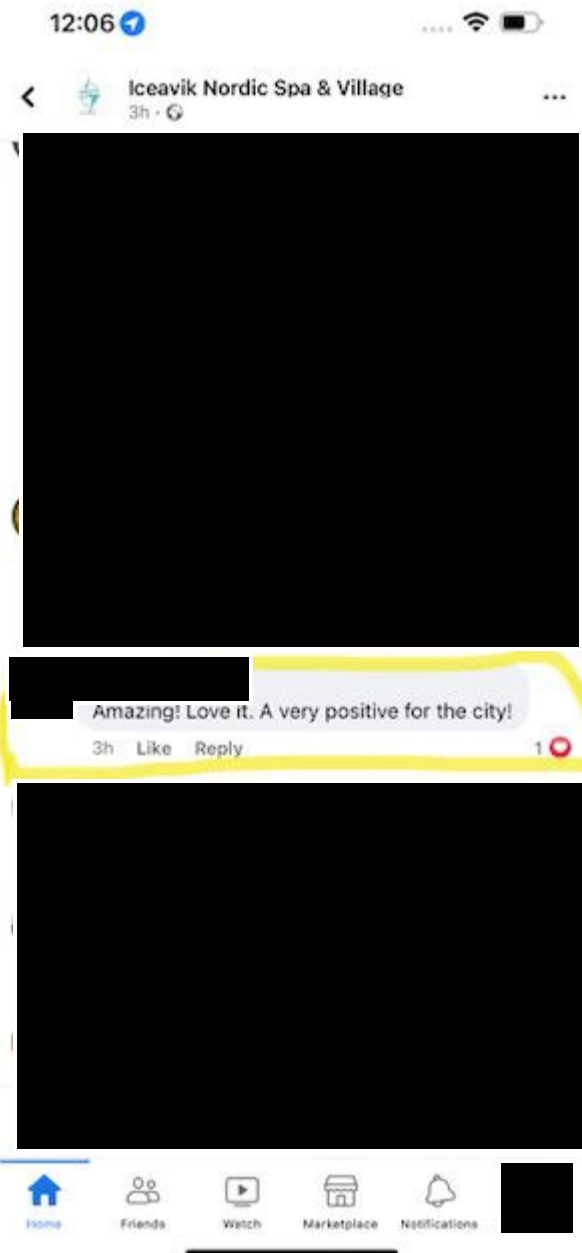 12:06
Iceavik Nordic Spa & Village
3h ·
Amazing! Love it. A very positive for the city!
3h Like Reply 1
Home Friends Watch Marketplace Notifications